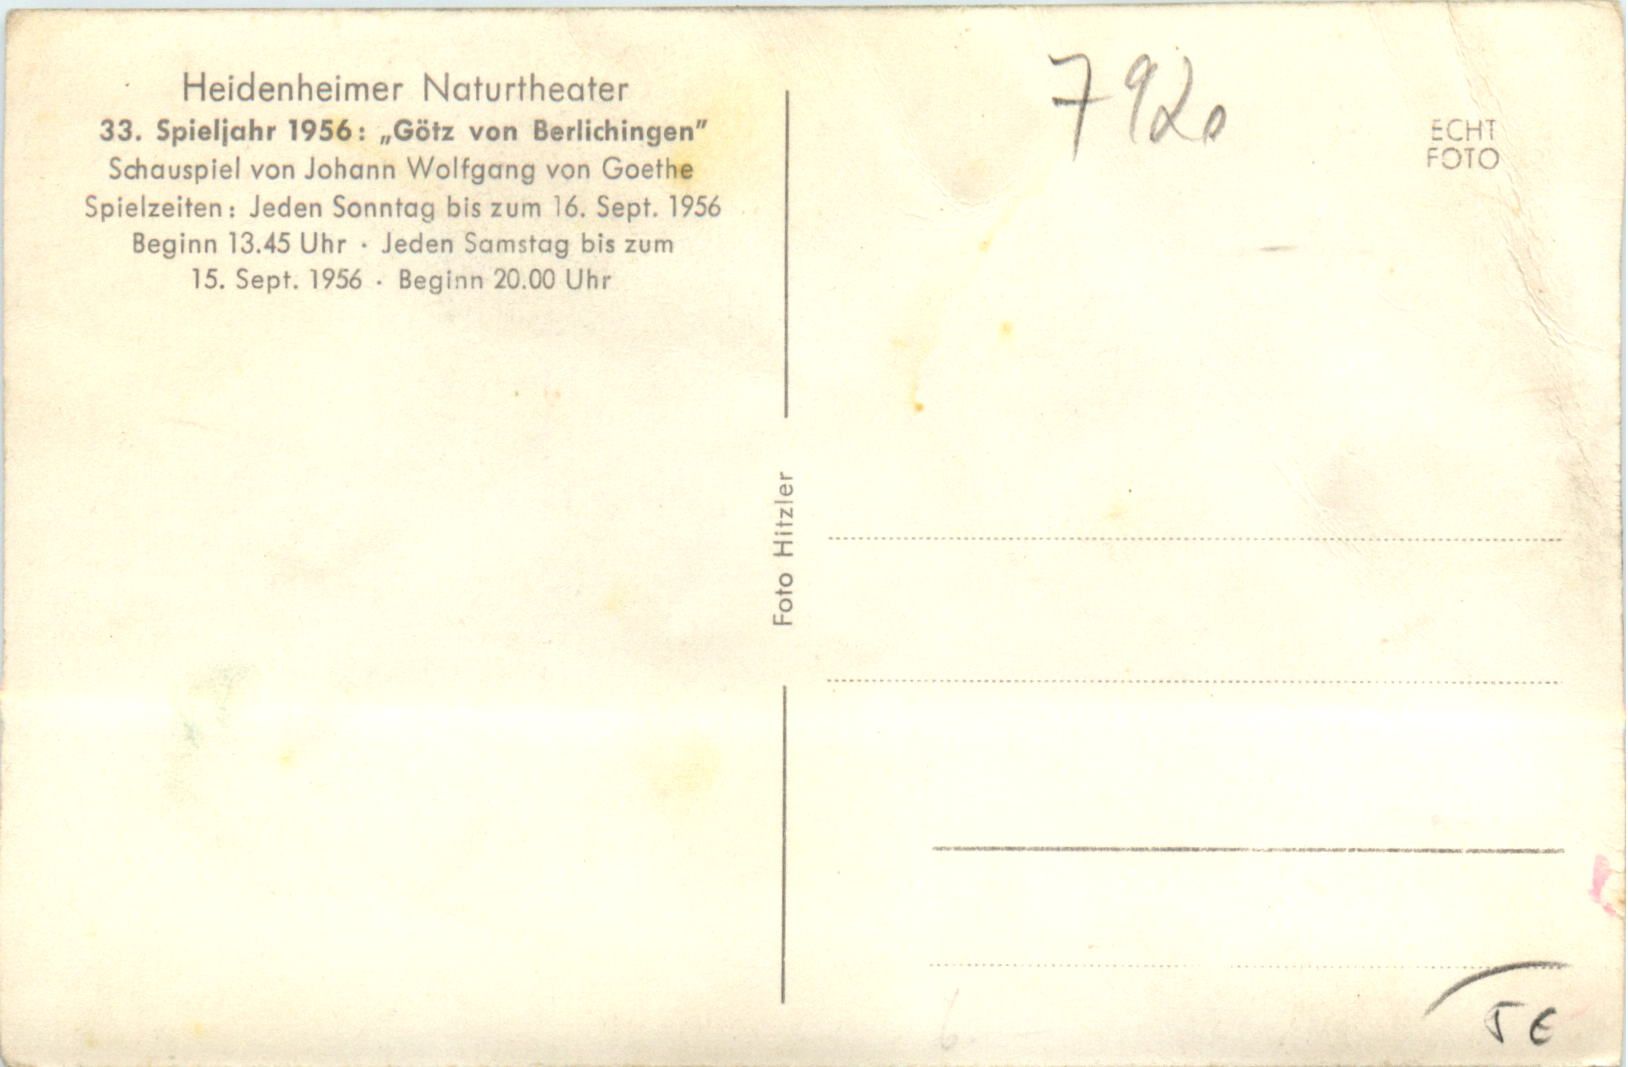 Heidenheimer Naturtheater
33. Spieljahr 1956: „Götz von Berlichingen”
Schauspiel von Johann Wolfgang von Goethe
Spielzeiten: Jeden Sonntag bis zum 16. Sept. 1956
Beginn 13.45 Uhr · Jeden Samstag bis zum
15. Sept. 1956 · Beginn 20.00 Uhr
Foto Hitzler
7920
ECHT
FOTO
5 €